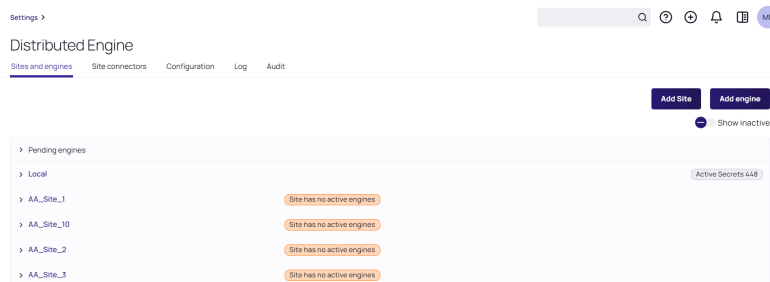 Settings >
MI
Distributed Engine
Sites and engines Site connectors Configuration Log Audit
Add Site Add engine
Show inactive
> Pending engines
> Local Active Secrets 448
> AA_Site_1 Site has no active engines
> AA_Site_10 Site has no active engines
> AA_Site_2 Site has no active engines
> AA_Site_3 Site has no active engines